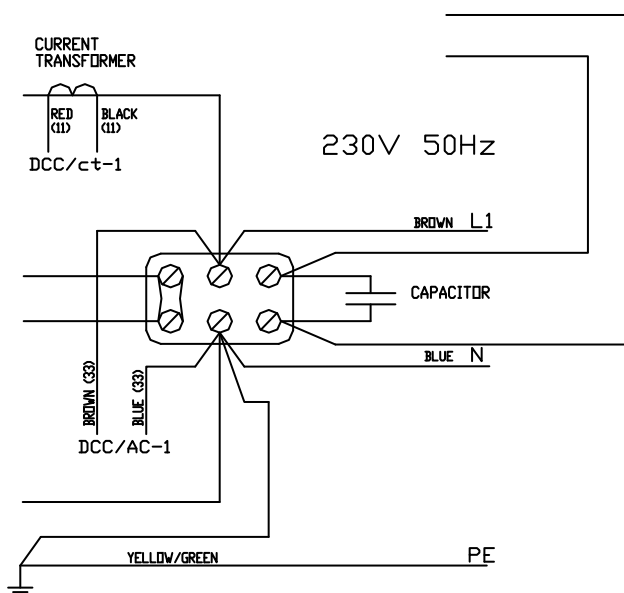 CURRENT
TRANSFORMER
RED
(11)
BLACK
(11)
DCC/ct-1
230V 50Hz
BROWN L1
CAPACITOR
BLUE N
BROWN (33)
BLUE (33)
DCC/AC-1
YELLOW/GREEN
PE